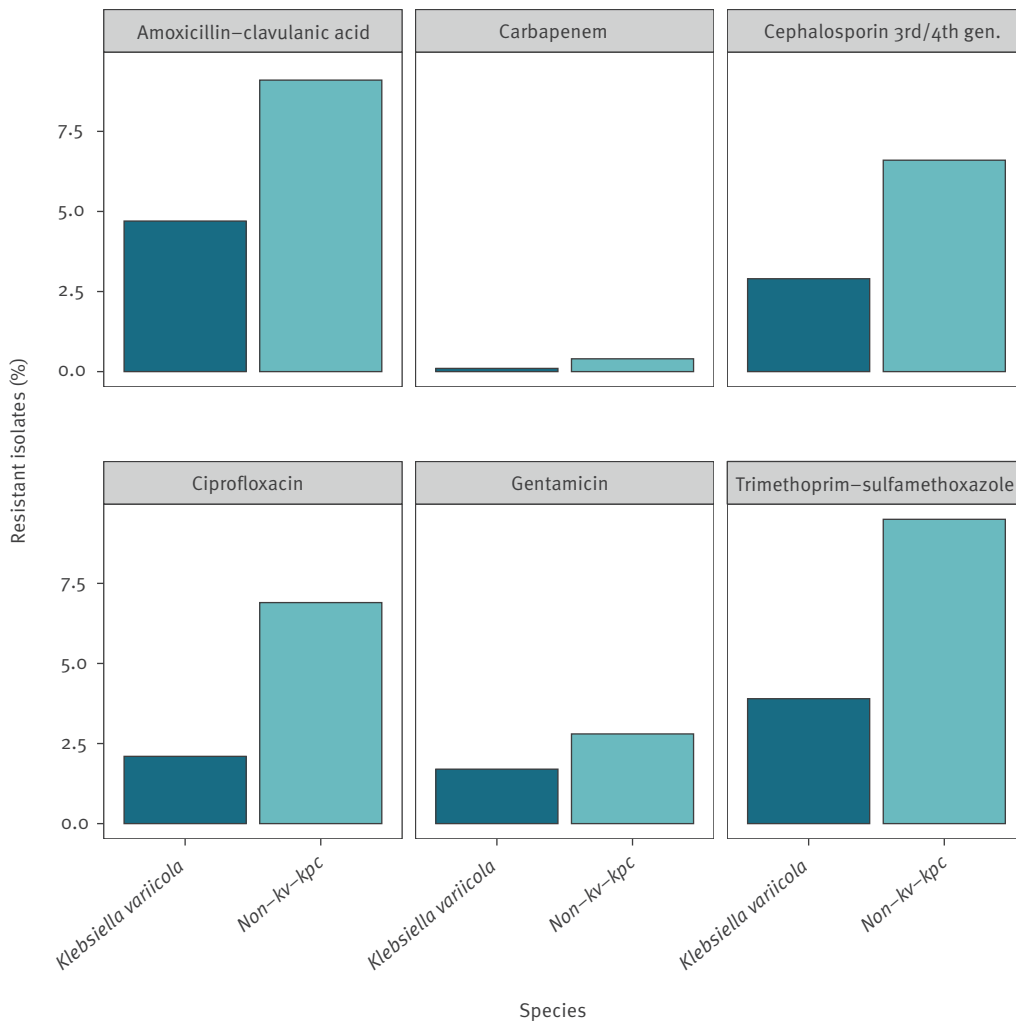 Amoxicillin–clavulanic acid
Carbapenem
Cephalosporin 3rd/4th gen.
7.5
5.0
2.5
0.0
Resistant isolates (%)
Ciprofloxacin
Gentamicin
Trimethoprim–sulfamethoxazole
7.5
5.0
2.5
0.0
Klebsiella variicola
Non–kv–kpc
Klebsiella variicola
Non–kv–kpc
Klebsiella variicola
Non–kv–kpc
Species